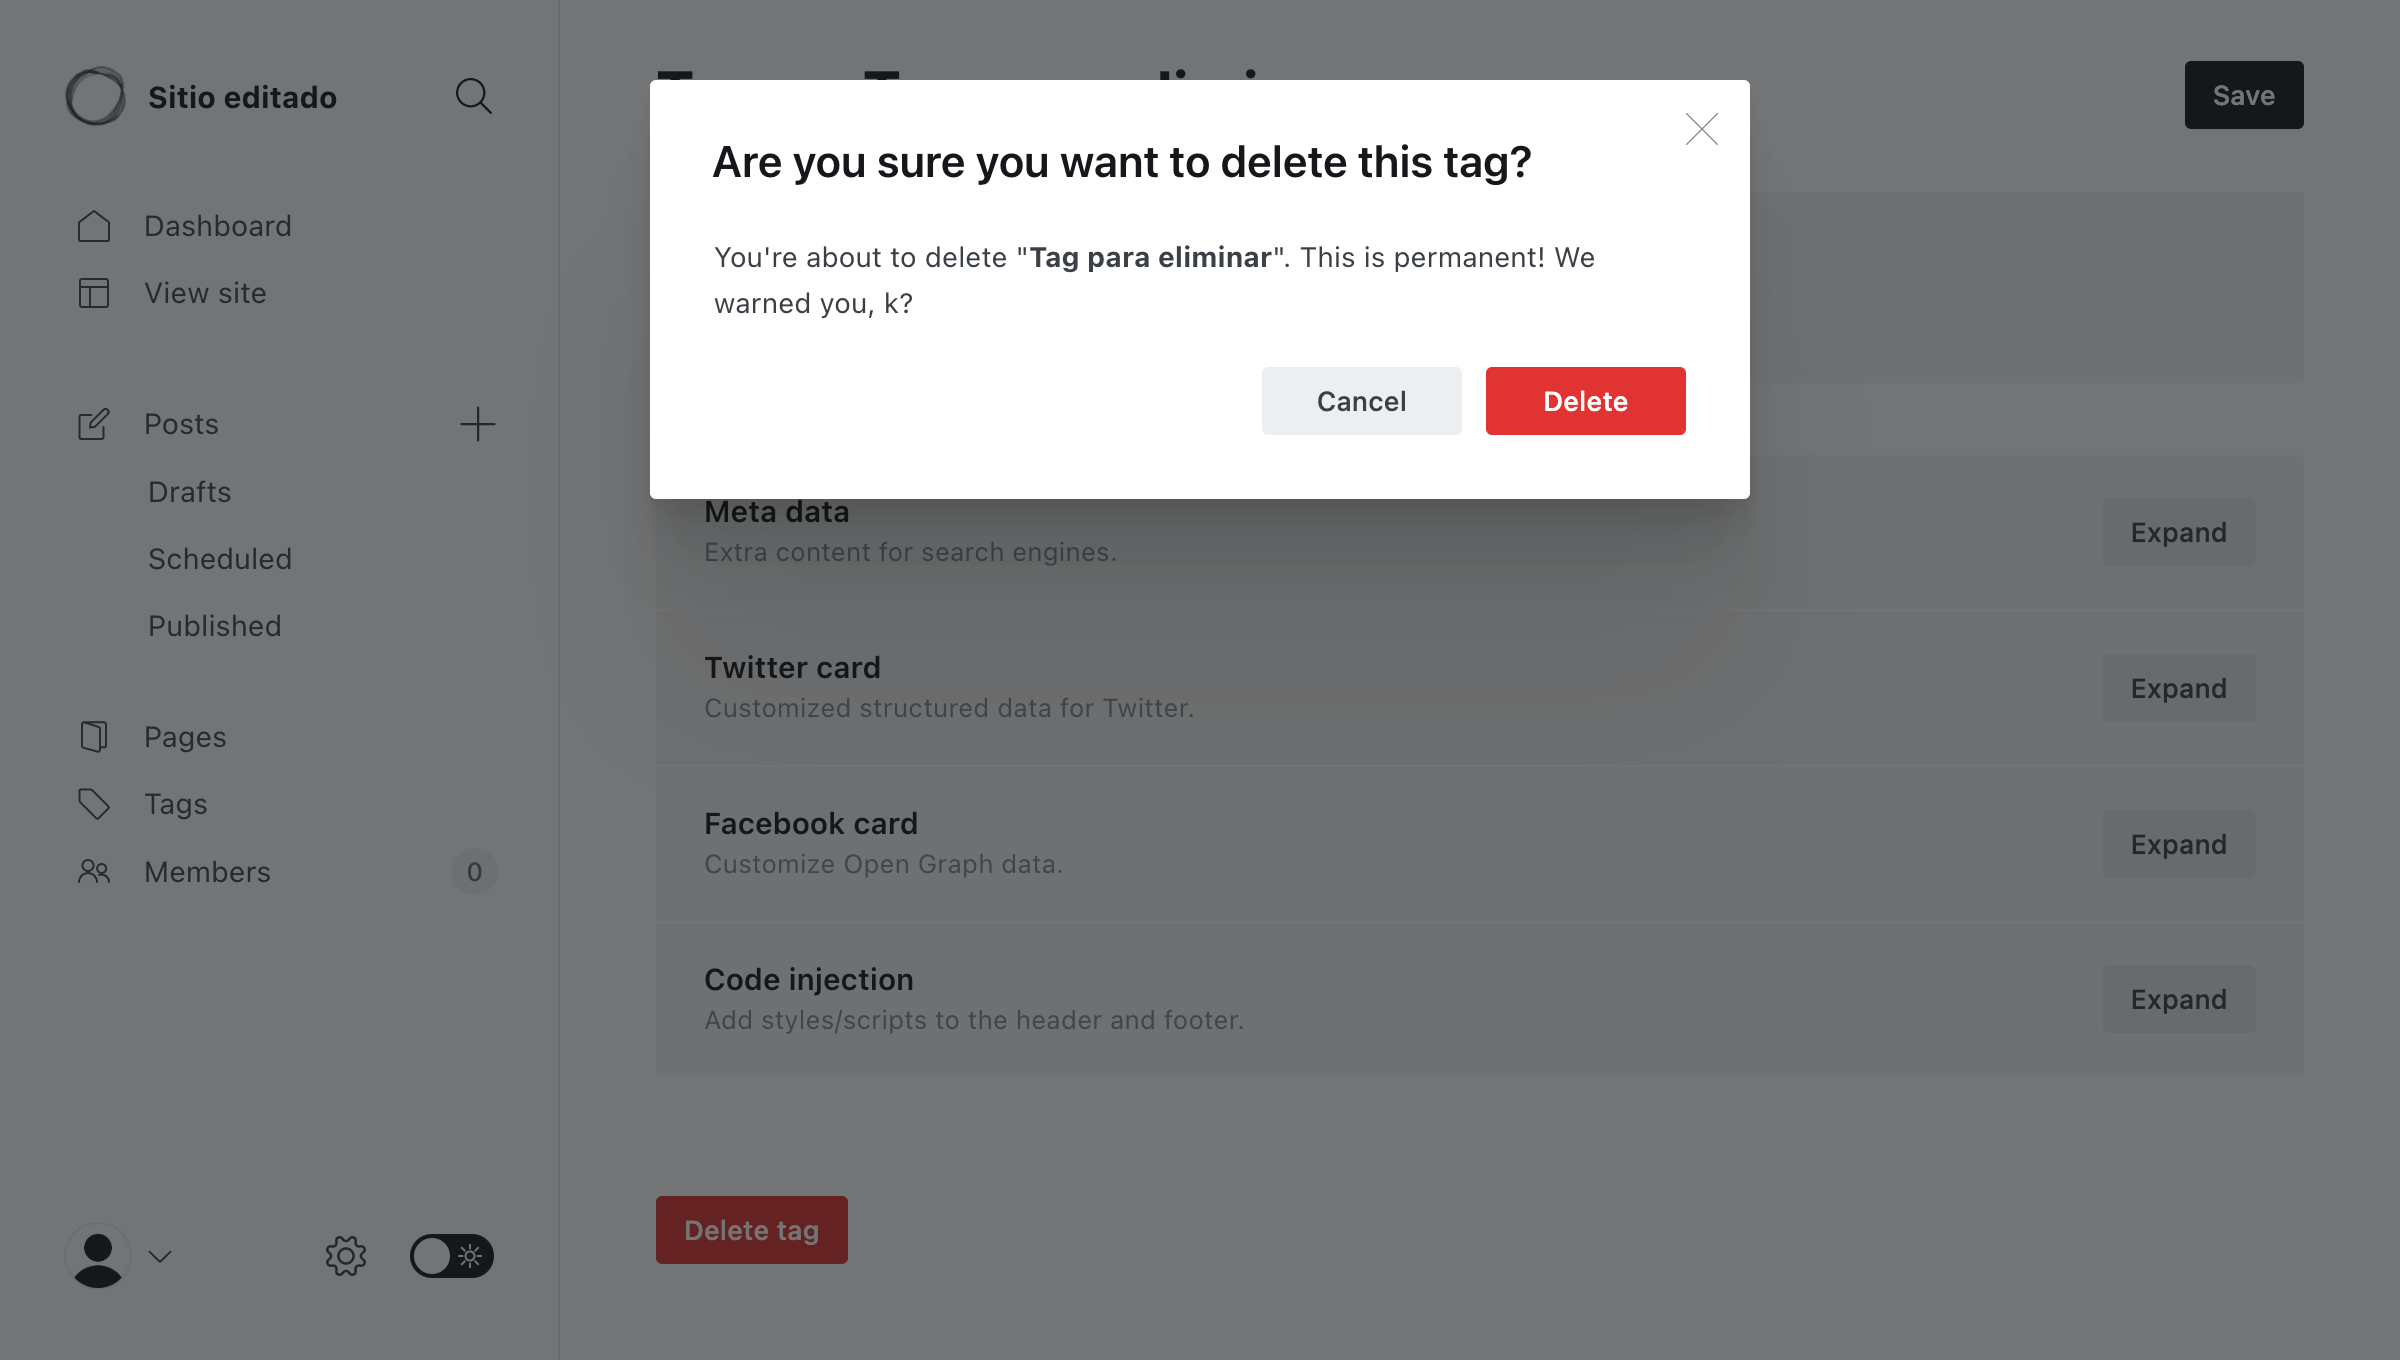 Sitio editado
Dashboard
View site
Posts
Drafts
Scheduled
Published
Pages
Tags
Members
0
Save
Are you sure you want to delete this tag?
You're about to delete "Tag para eliminar". This is permanent! We
warned you, k?
Cancel
Delete
Meta data
Extra content for search engines.
Expand
Twitter card
Customized structured data for Twitter.
Expand
Facebook card
Customize Open Graph data.
Expand
Code injection
Add styles/scripts to the header and footer.
Expand
Delete tag